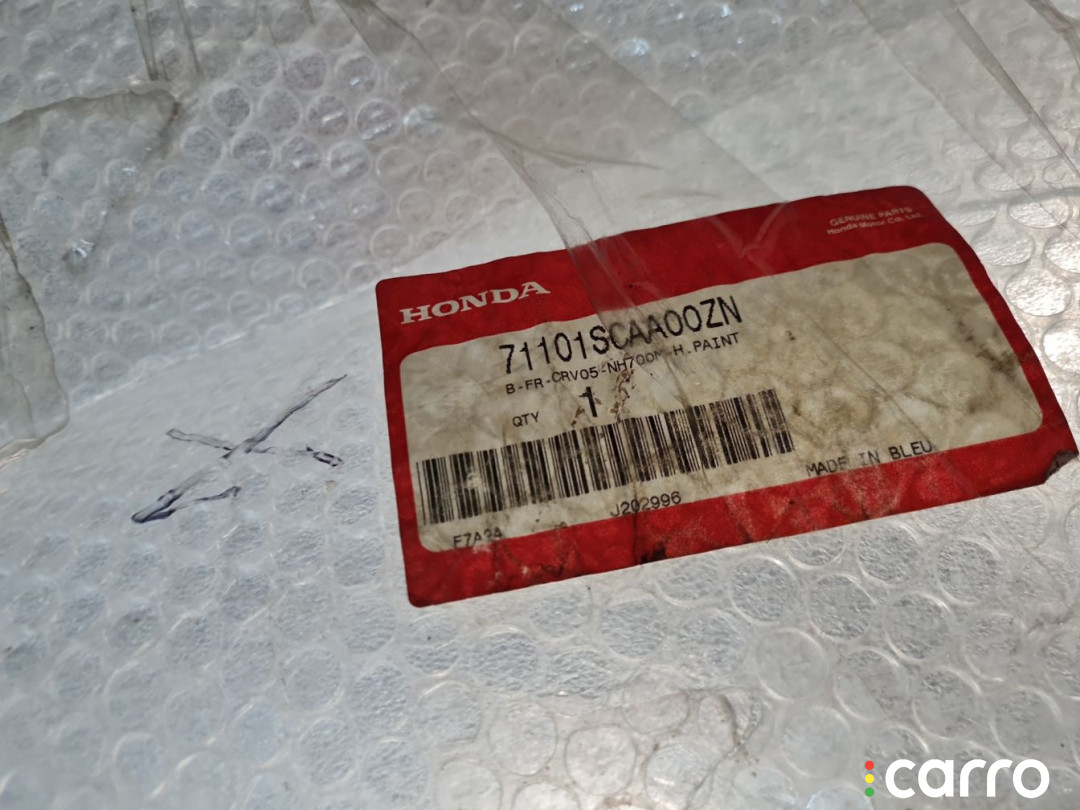 GENUINE PARTS
Honda Motor Co., Ltd.
HONDA
71101SCAA00ZN
B-FR-CRV05-NH700M-H.PAINT
QTY 1
MADE IN BLEU
J202996
F7A24
carro